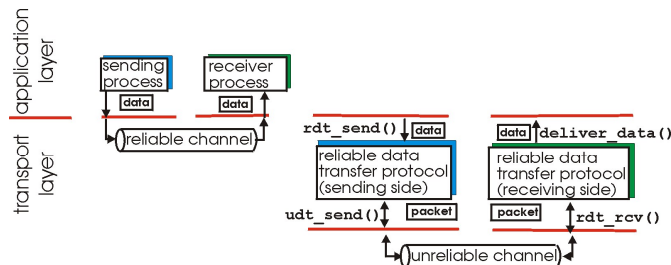 application
layer
transport
layer
sending
process
data
receiver
process
data
reliable channel
rdt_send()
data
reliable data
transfer protocol
(sending side)
udt_send()
packet
data
deliver_data()
reliable data
transfer protocol
(receiving side)
packet
rdt_rcv()
unreliable channel